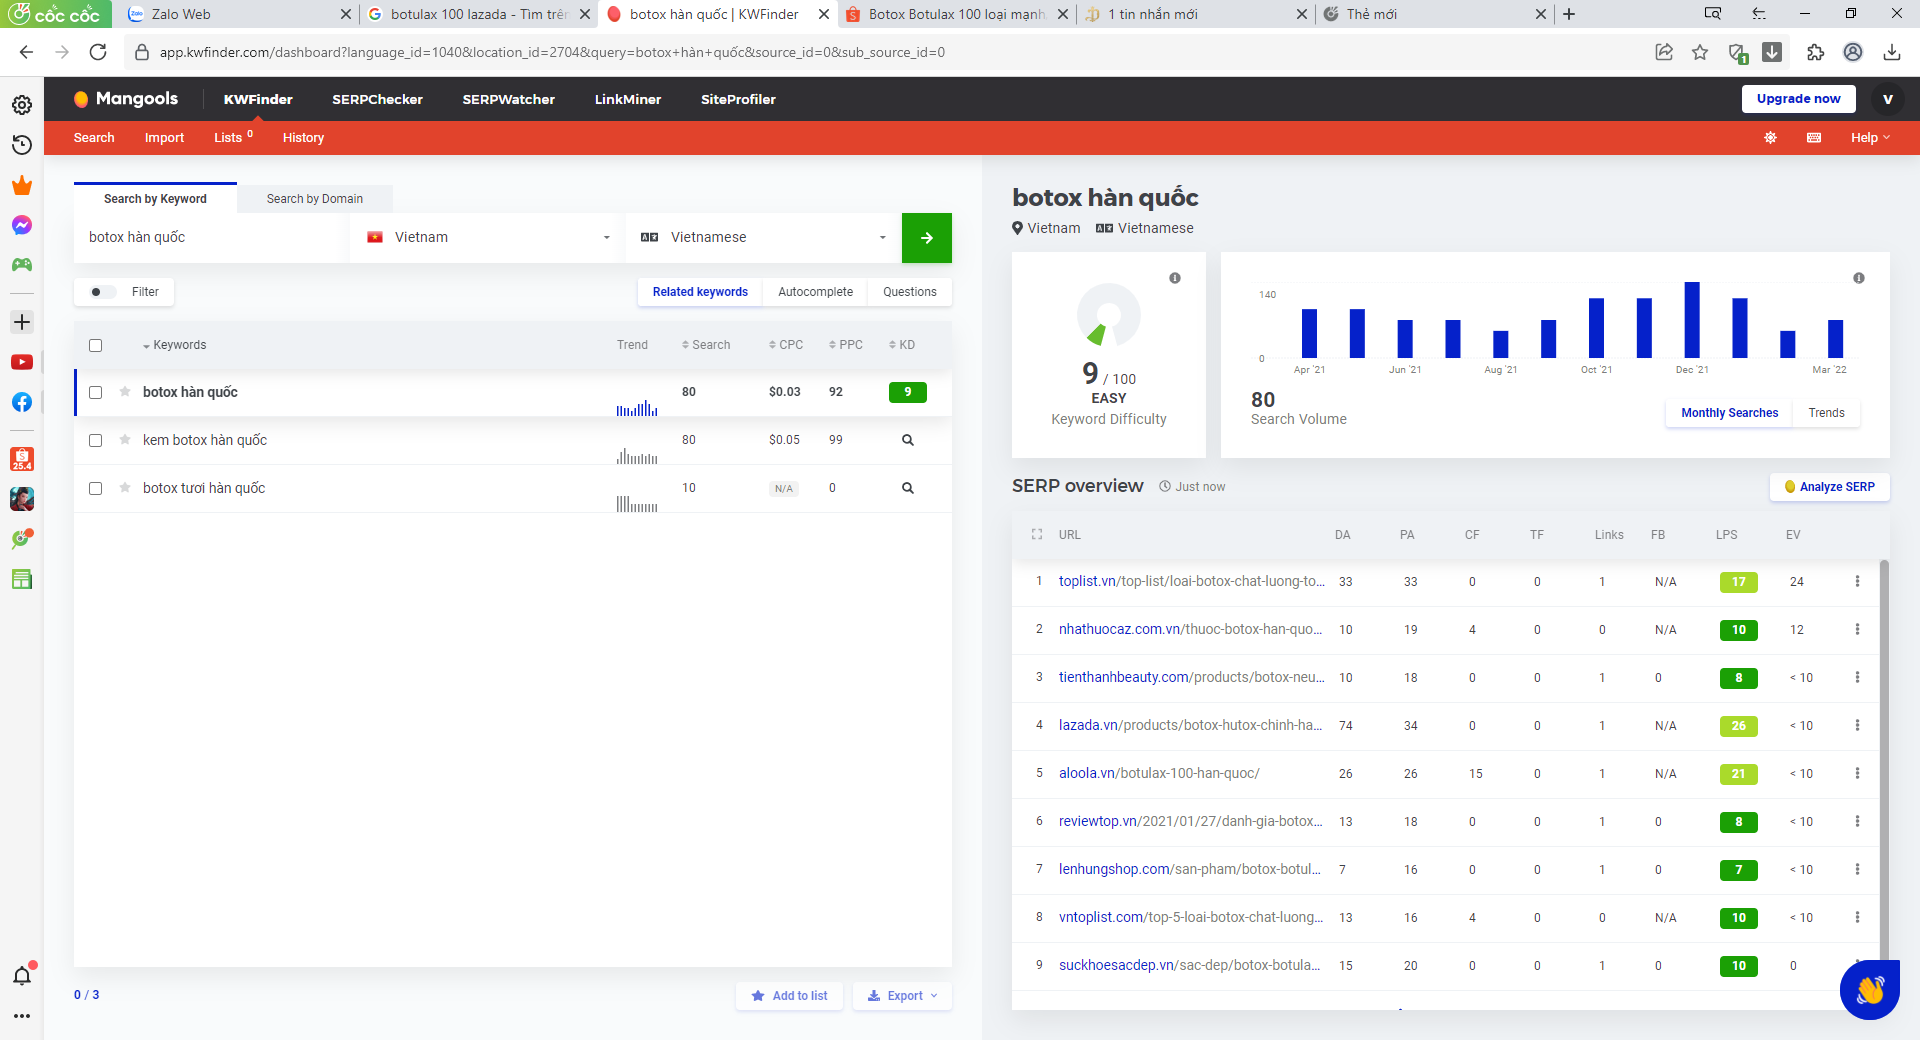 cốc cốc
Zalo Web
botulax 100 lazada - Tìm trên
botox hàn quốc | KWFinder
Botox Botulax 100 loại mạnh,
1 tin nhắn mới
Thẻ mới
app.kwfinder.com/dashboard?language_id=1040&location_id=2704&query=botox+hàn+quốc&source_id=0&sub_source_id=0
1
Mangools
KWFinder
SERPChecker
SERPWatcher
LinkMiner
SiteProfiler
Upgrade now
V
Search
Import
Lists 0
History
Help
Search by Keyword
Search by Domain
botox hàn quốc
Vietnam
Vietnamese
Filter
Related keywords
Autocomplete
Questions
Keywords Trend Search CPC PPC KD
botox hàn quốc 80 $0.03 92 9
kem botox hàn quốc 80 $0.05 99
botox tươi hàn quốc 10 N/A 0
25.4
0 / 3
Add to list
Export
botox hàn quốc
Vietnam Vietnamese
9 / 100
EASY
Keyword Difficulty
140
0
Apr '21 Jun '21 Aug '21 Oct '21 Dec '21 Mar '22
80
Search Volume
Monthly Searches
Trends
SERP overview
Just now
Analyze SERP
URL DA PA CF TF Links FB LPS EV
1 toplist.vn/top-list/loai-botox-chat-luong-to... 33 33 0 0 1 N/A 17 24
2 nhathuocaz.com.vn/thuoc-botox-han-quo... 10 19 4 0 0 N/A 10 12
3 tienthanhbeauty.com/products/botox-neu... 10 18 0 0 1 0 8 < 10
4 lazada.vn/products/botox-hutox-chinh-ha... 74 34 0 0 1 N/A 26 < 10
5 aloola.vn/botulax-100-han-quoc/ 26 26 15 0 1 N/A 21 < 10
6 reviewtop.vn/2021/01/27/danh-gia-botox... 13 18 0 0 1 0 8 < 10
7 lenhungshop.com/san-pham/botox-botul... 7 16 0 0 1 0 7 < 10
8 vntoplist.com/top-5-loai-botox-chat-luong... 13 16 4 0 0 N/A 10 < 10
9 suckhoesacdep.vn/sac-dep/botox-botula... 15 20 0 0 1 0 10 0